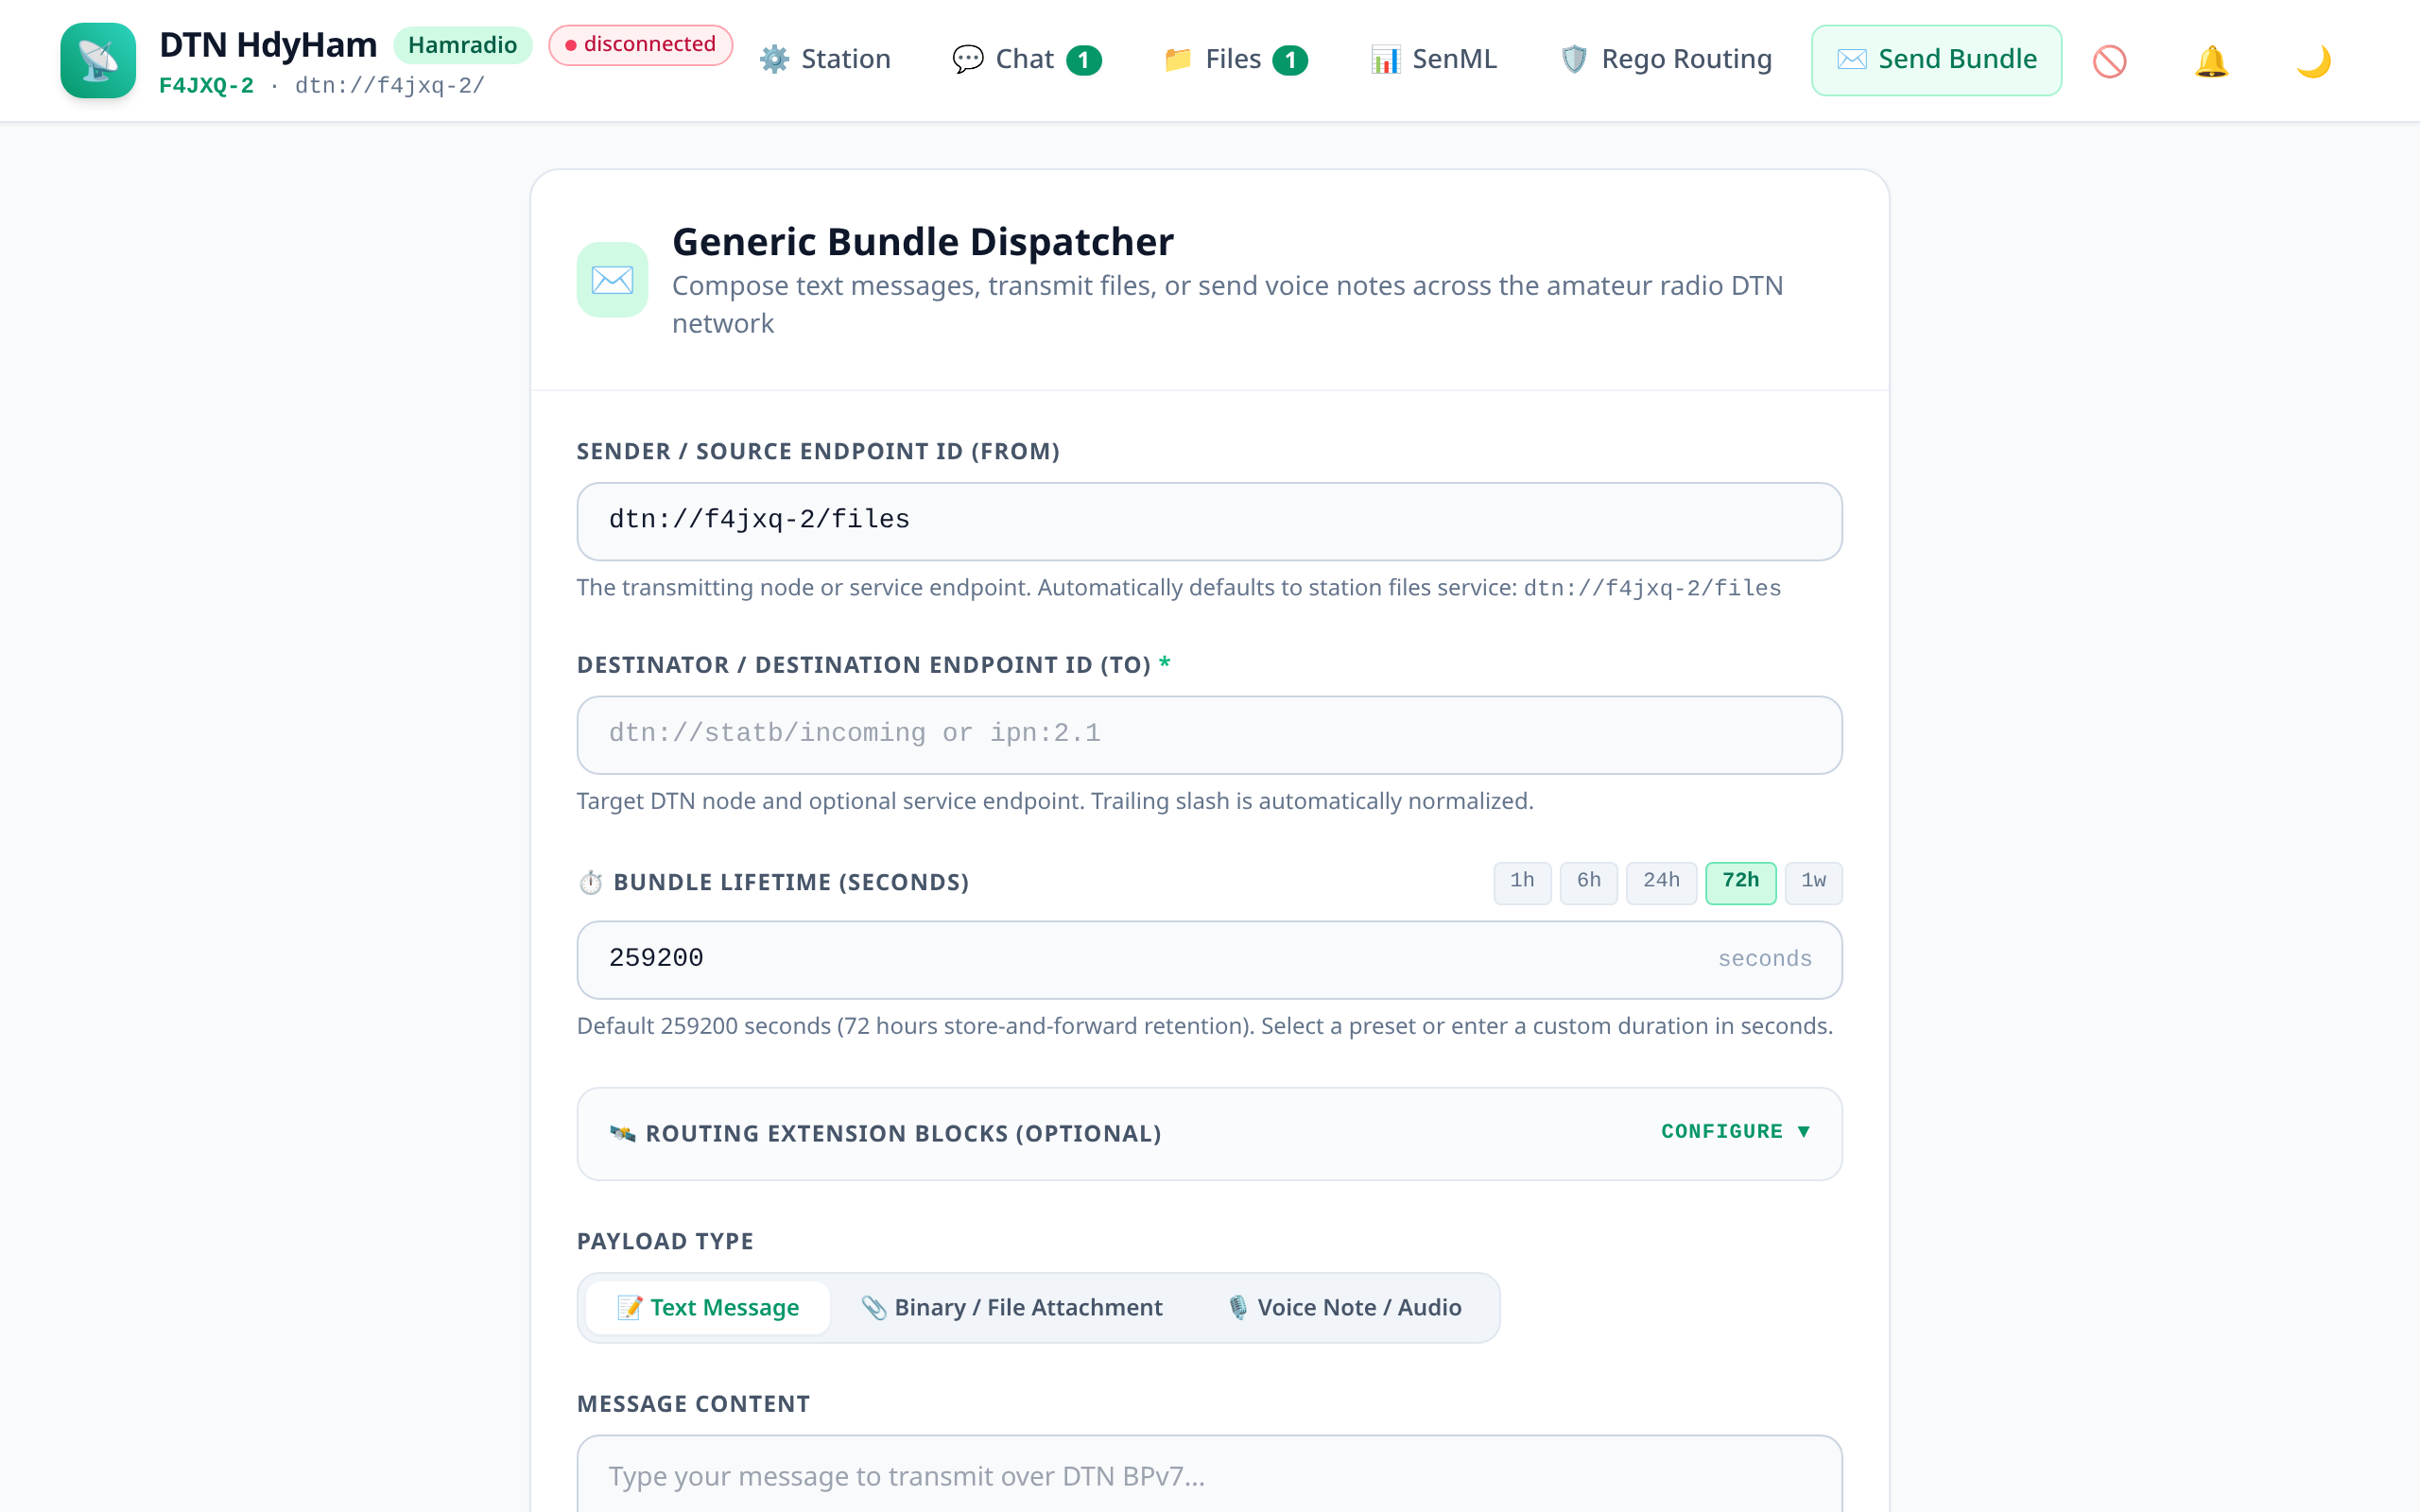 DTN HdyHam Hamradio disconnected
F4JXQ-2 · dtn://f4jxq-2/
Station
Chat 1
Files 1
SenML
Rego Routing
Send Bundle
Generic Bundle Dispatcher
Compose text messages, transmit files, or send voice notes across the amateur radio DTN
network
SENDER / SOURCE ENDPOINT ID (FROM)
dtn://f4jxq-2/files
The transmitting node or service endpoint. Automatically defaults to station files service: dtn://f4jxq-2/files
DESTINATOR / DESTINATION ENDPOINT ID (TO) *
dtn://statb/incoming or ipn:2.1
Target DTN node and optional service endpoint. Trailing slash is automatically normalized.
BUNDLE LIFETIME (SECONDS)
1h 6h 24h 72h 1w
259200 seconds
Default 259200 seconds (72 hours store-and-forward retention). Select a preset or enter a custom duration in seconds.
ROUTING EXTENSION BLOCKS (OPTIONAL) CONFIGURE ▼
PAYLOAD TYPE
Text Message
Binary / File Attachment
Voice Note / Audio
MESSAGE CONTENT
Type your message to transmit over DTN BPv7...